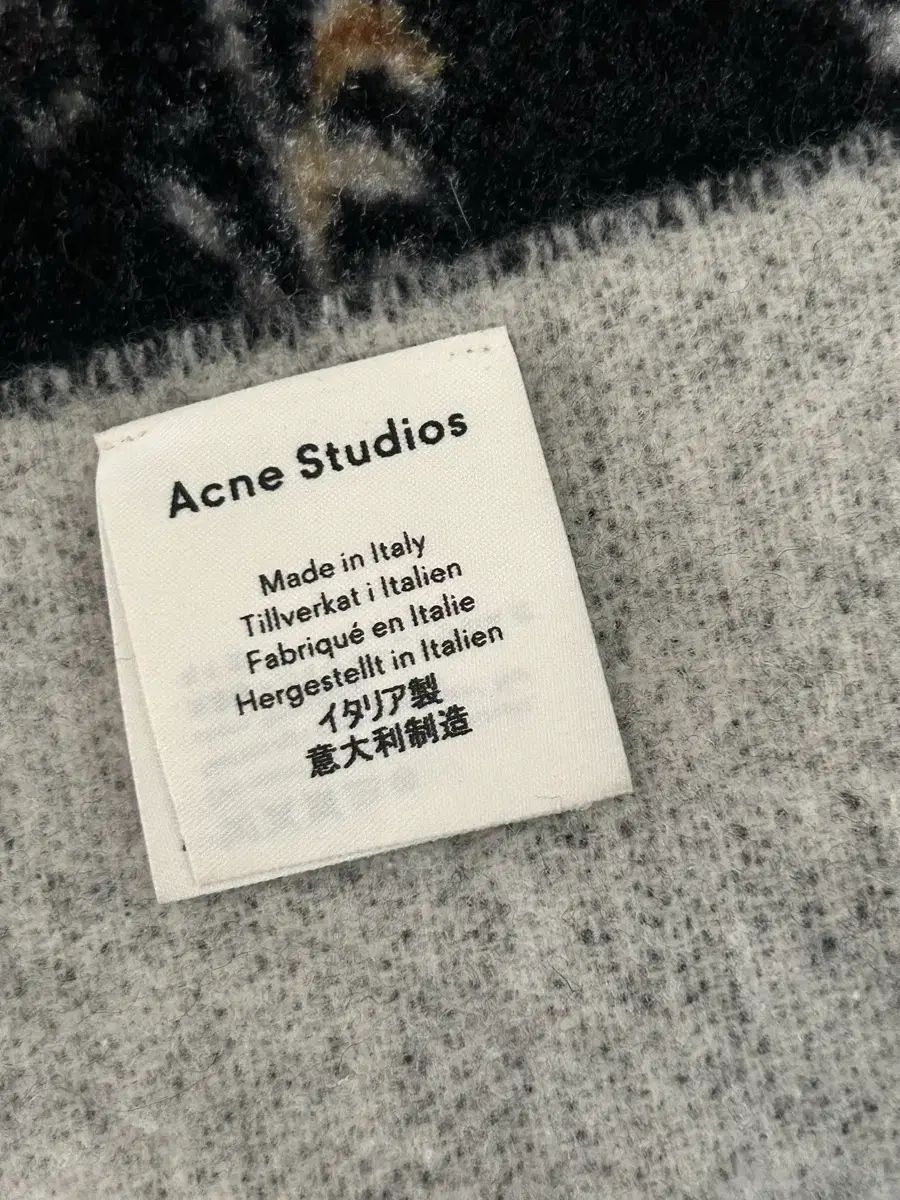 Acne Studios
Made in Italy
Tillverkat i Italien
Fabriqué en Italie
Hergestellt in Italien
イタリア製
意大利制造